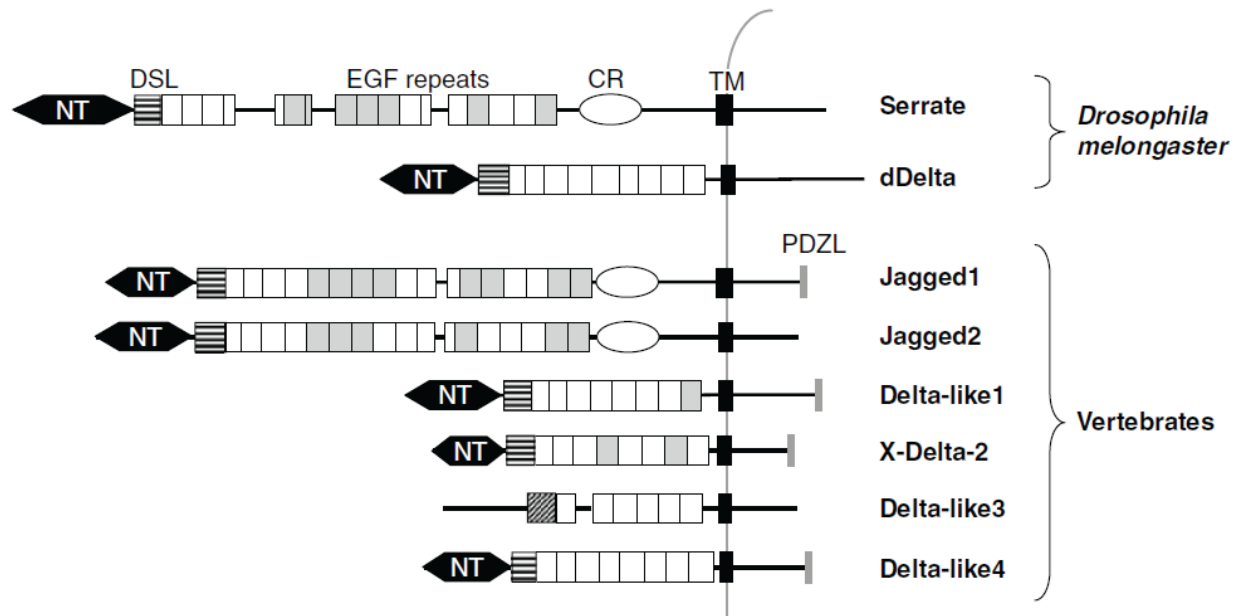 DSL EGF repeats CR TM
NT Serrate
Drosophila
melongaster
NT dDelta
PDZL
NT Jagged1
NT Jagged2
NT Delta-like1
Vertebrates
NT X-Delta-2
Delta-like3
NT Delta-like4